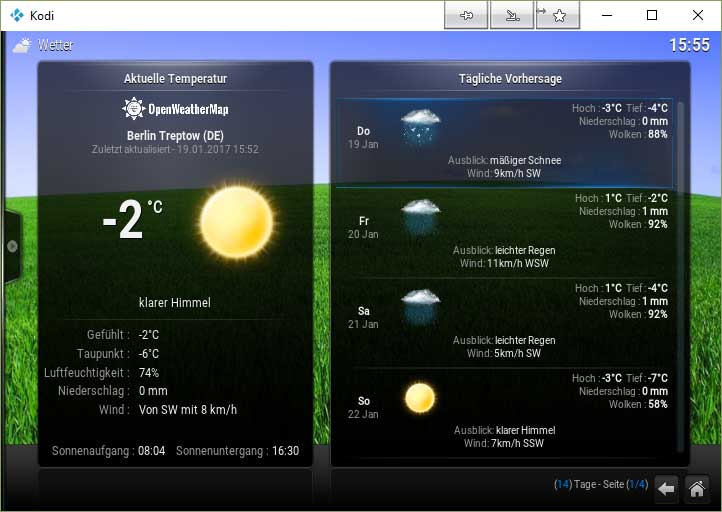 Kodi
Wetter
15:55
Aktuelle Temperatur
OpenWeatherMap
Berlin Treptow (DE)
Zuletzt aktualisiert - 19.01.2017 15:52
-2 °C
klarer Himmel
Gefühlt : -2°C
Taupunkt : -6°C
Luftfeuchtigkeit : 74%
Niederschlag : 0 mm
Wind : Von SW mit 8 km/h
Sonnenaufgang : 08:04 Sonnenuntergang : 16:30
Tägliche Vorhersage
Do
19 Jan
Hoch : -3°C Tief : -4°C
Niederschlag : 0 mm
Wolken : 88%
Ausblick: mäßiger Schnee
Wind: 9km/h SW
Fr
20 Jan
Hoch : 1°C Tief : -2°C
Niederschlag : 1 mm
Wolken : 92%
Ausblick: leichter Regen
Wind: 11km/h WSW
Sa
21 Jan
Hoch : 1°C Tief : -4°C
Niederschlag : 1 mm
Wolken : 92%
Ausblick: leichter Regen
Wind: 5km/h SW
So
22 Jan
Hoch : -3°C Tief : -7°C
Niederschlag : 0 mm
Wolken : 58%
Ausblick: klarer Himmel
Wind: 7km/h SSW
(14) Tage - Seite (1/4)